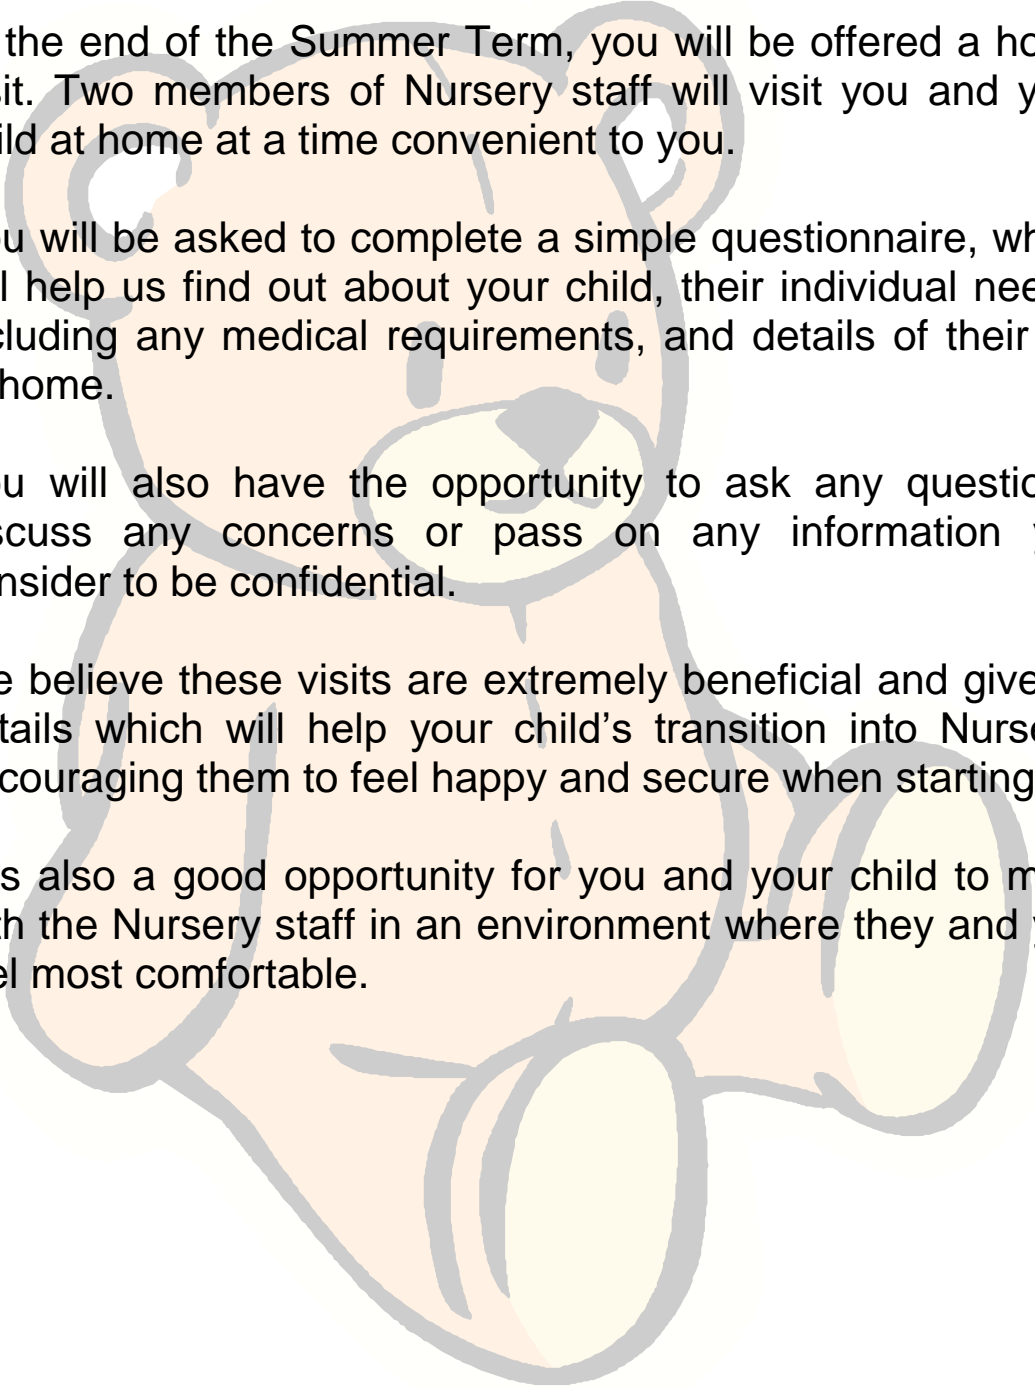 the end of the Summer Term, you will be offered a ho
sit. Two members of Nursery staff will visit you and y
ild at home at a time convenient to you.
ou will be asked to complete a simple questionnaire, wh
l help us find out about your child, their individual nee
cluding any medical requirements, and details of their
home.
ou will also have the opportunity to ask any questio
scuss any concerns or pass on any information y
nsider to be confidential.
e believe these visits are extremely beneficial and give
tails which will help your child’s transition into Nurse
couraging them to feel happy and secure when starting
s also a good opportunity for you and your child to m
th the Nursery staff in an environment where they and y
el most comfortable.